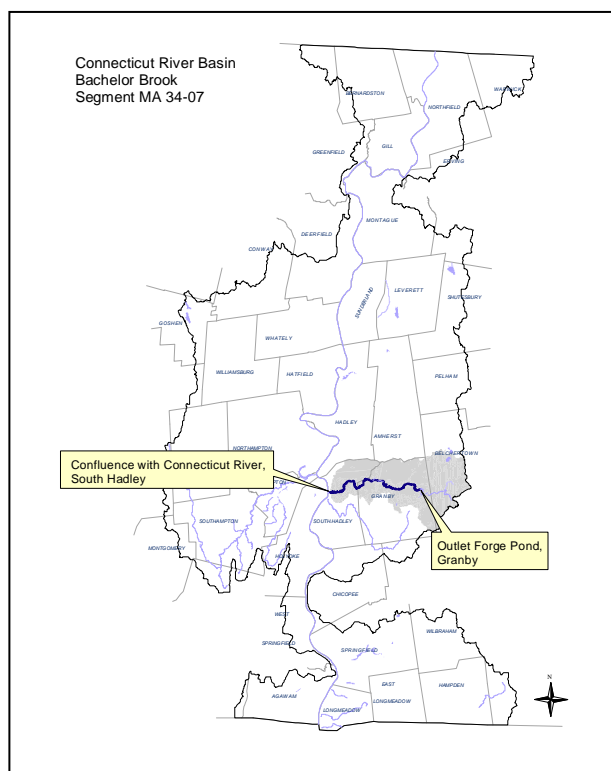 Connecticut River Basin
Bachelor Brook
Segment MA 34-07
BERNARDSTON
WARWICK
NORTHFIELD
GILL
GREENFIELD
ERVING
MONTAGUE
DEERFIELD
CONWAY
SUNDERLAND
LEVERETT
SHUTESBURY
GOSHEN
WHATELY
WILLIAMSBURG
HATFIELD
PELHAM
HADLEY
AMHERST
NORTHAMPTON
BELCHERTOWN
Confluence with Connecticut River,
South Hadley
GRANBY
SOUTHAMPTON
SOUTH HADLEY
Outlet Forge Pond,
Granby
MONTGOMERY
HOLYOKE
CHICOPEE
WEST
SPRINGFIELD
WILBRAHAM
SPRINGFIELD
EAST
LONGMEADOW
HAMPDEN
AGAWAM
LONGMEADOW
N